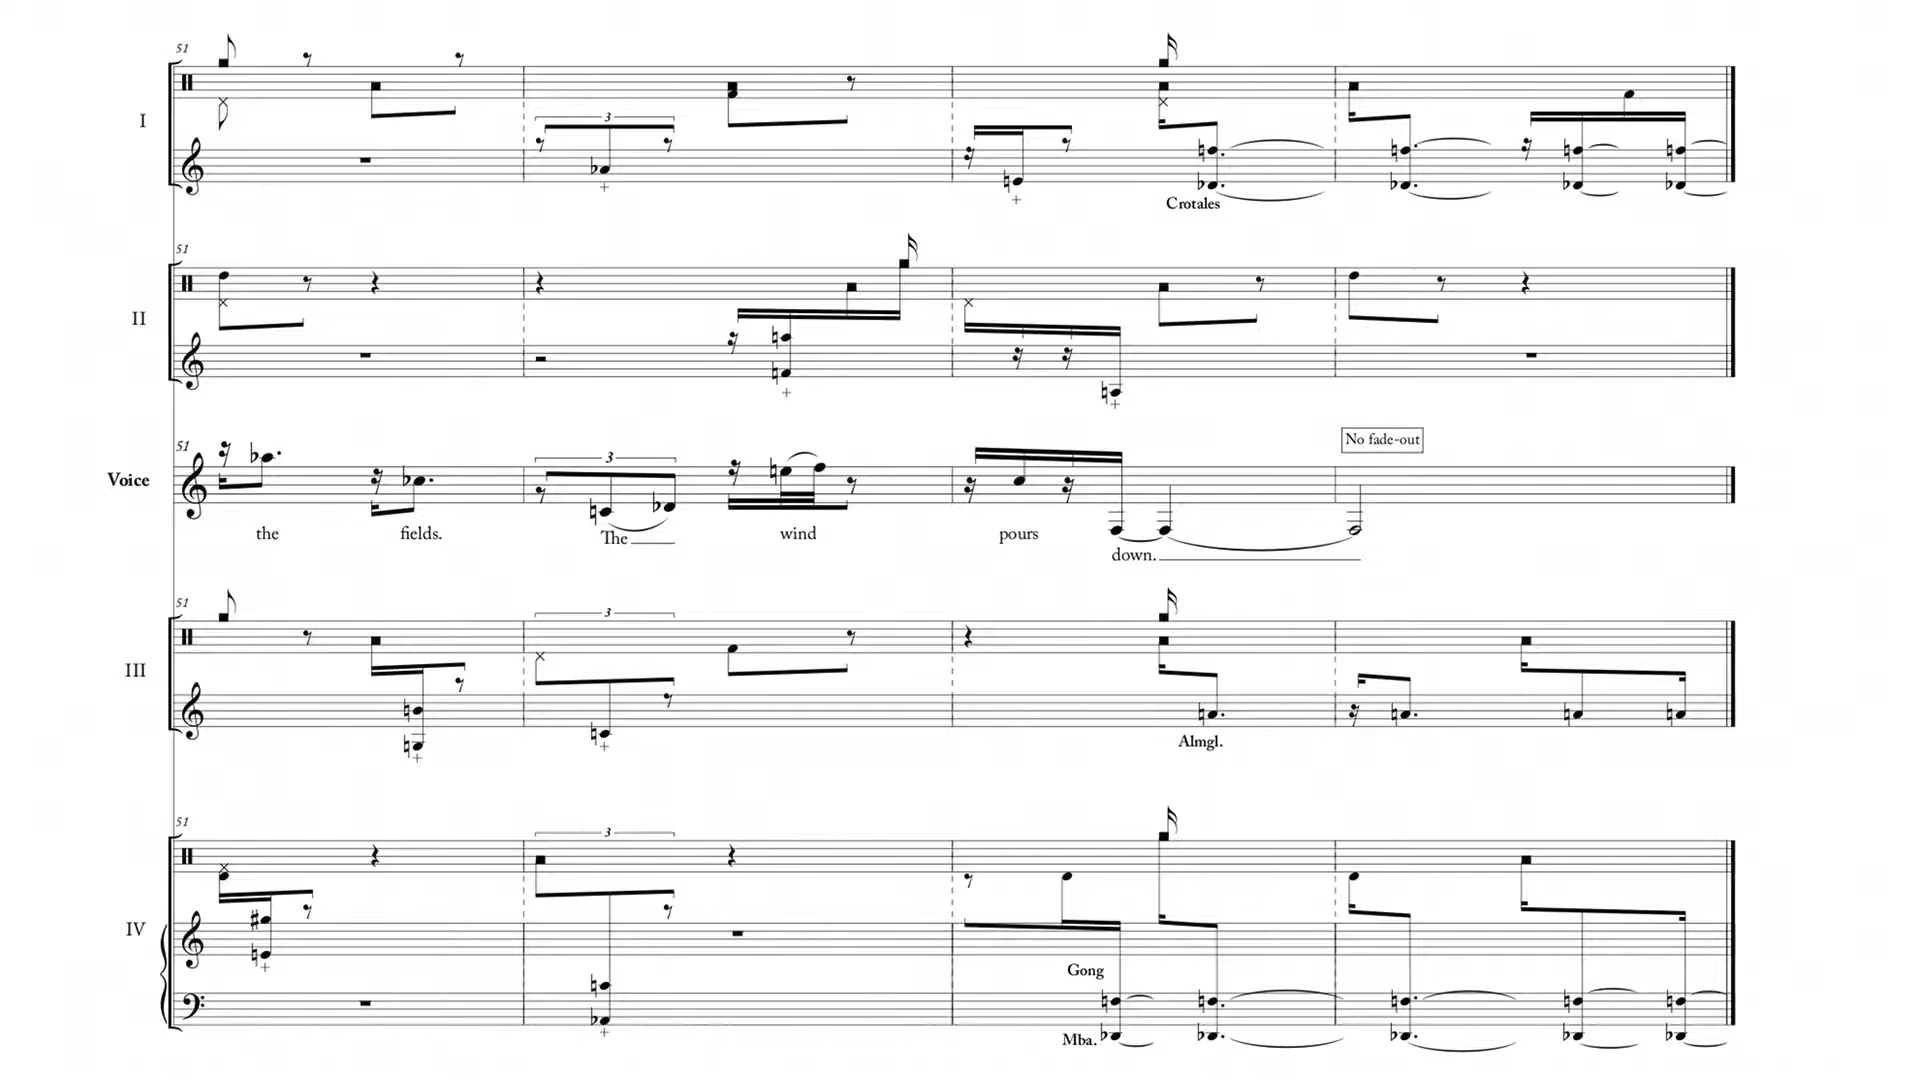 51
I
3
Crotales
51
II
51
No fade-out
Voice
3
the fields. The wind pours
down.
51
3
III
Almgl.
51
3
IV
Gong
Mba.